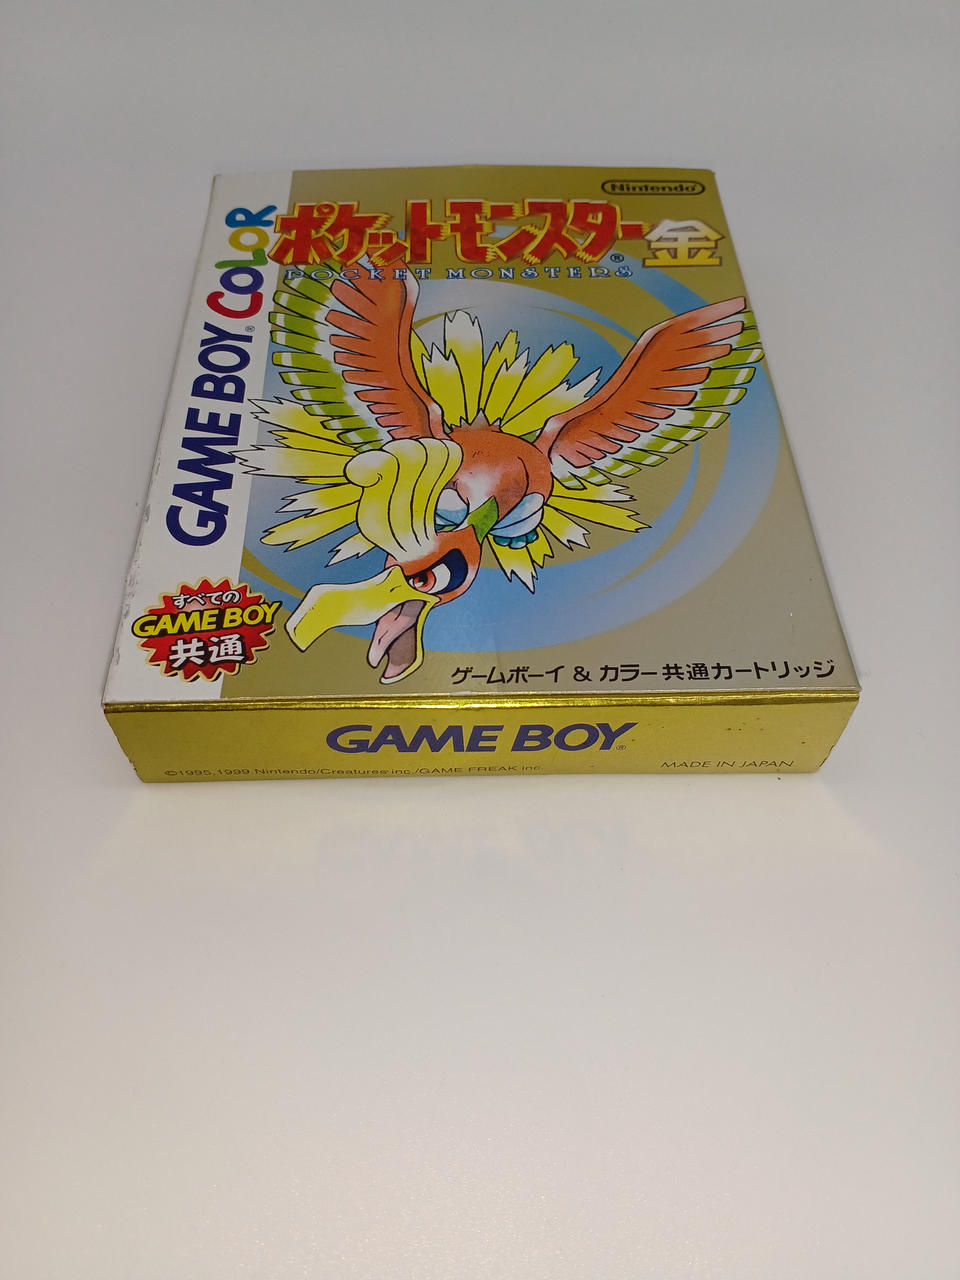 Nintendo
ポケットモンスター金
POCKET MONSTERS
GAME BOY COLOR
すべての
GAME BOY
共通
ゲームボーイ & カラー共通カートリッジ
GAME BOY
©1995,1999 Nintendo/Creatures inc./GAME FREAK inc.
MADE IN JAPAN